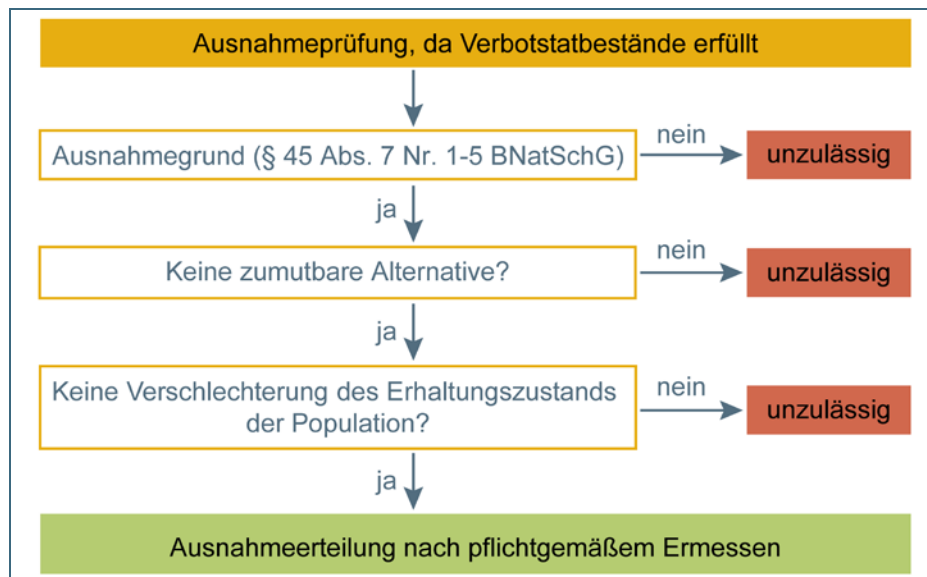 Ausnahmeprüfung, da Verbotstatbestände erfüllt
Ausnahmegrund (§ 45 Abs. 7 Nr. 1-5 BNatSchG)
nein
unzulässig
ja
Keine zumutbare Alternative?
nein
unzulässig
ja
Keine Verschlechterung des Erhaltungszustands
der Population?
nein
unzulässig
ja
Ausnahmeerteilung nach pflichtgemäßem Ermessen